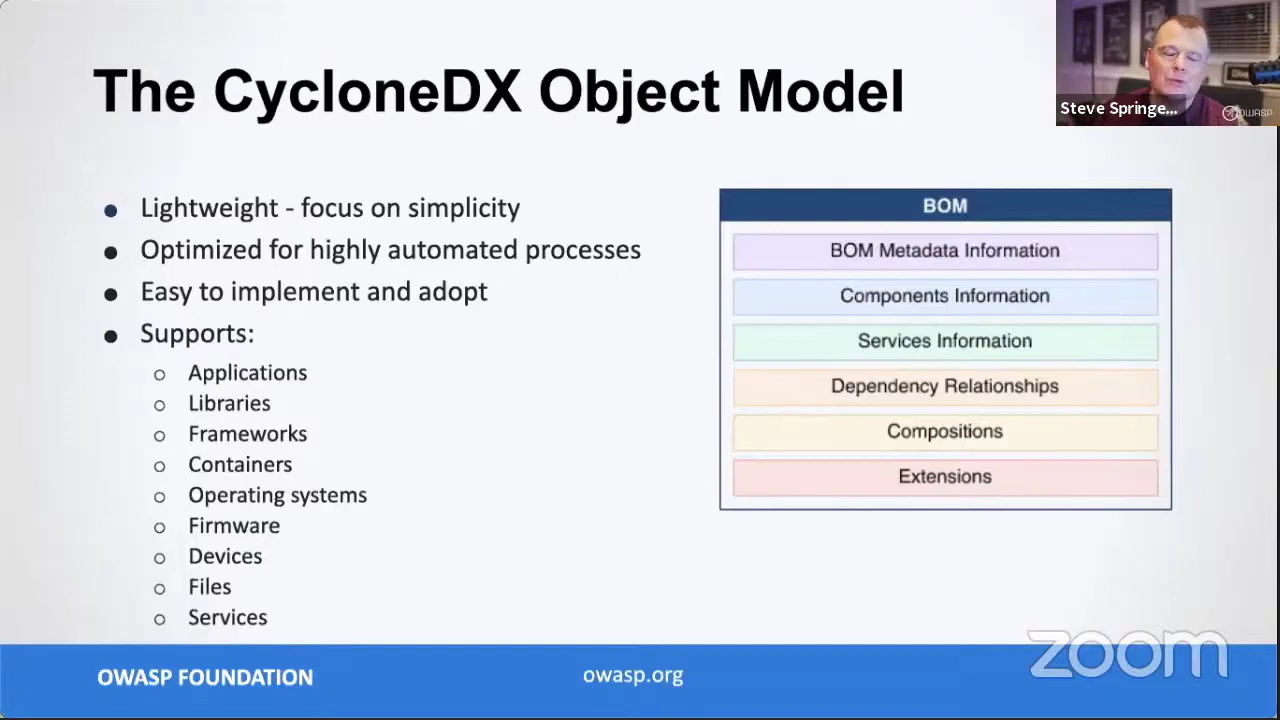 The CycloneDX Object Model
Steve Springe...
OWASP
Lightweight - focus on simplicity
Optimized for highly automated processes
Easy to implement and adopt
Supports:
Applications
Libraries
Frameworks
Containers
Operating systems
Firmware
Devices
Files
Services
BOM
BOM Metadata Information
Components Information
Services Information
Dependency Relationships
Compositions
Extensions
zoom
OWASP FOUNDATION
owasp.org